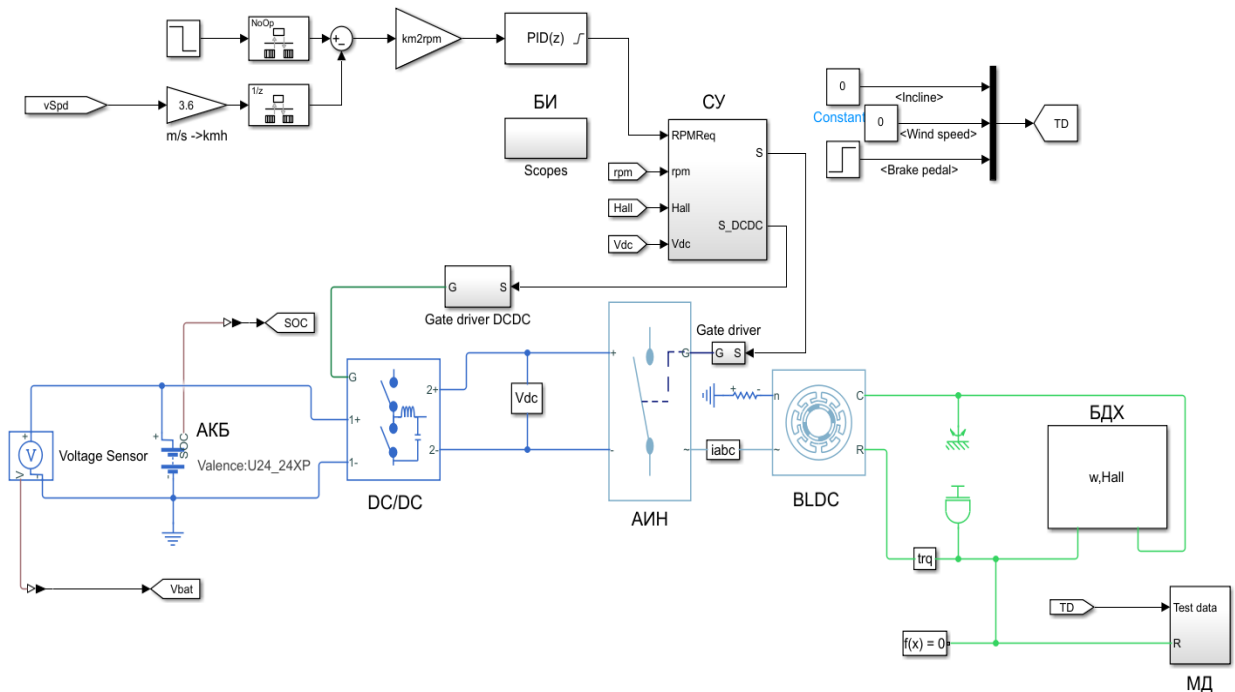 NoOp
+
-
km2rpm
PID(z)
vSpd
3.6
m/s ->kmh
1/z
БИ
Scopes
СУ
RPMReq
rpm
rpm
Hall
Hall
Vdc
Vdc
S
S_DCDC
0
<Incline>
Constant
0
<Wind speed>
<Brake pedal>
TD
G
S
Gate driver DCDC
SOC
Gate driver
G
G
S
+
-
~
АИН
G
1+
1-
2+
2-
DC/DC
Vdc
+
V
-
V
Voltage Sensor
+
SOC
-
АКБ
Valence:U24_24XP
Vbat
+
-
n
~
C
R
BLDC
iabc
БДХ
w,Hall
trq
f(x) = 0
TD
Test data
R
МД